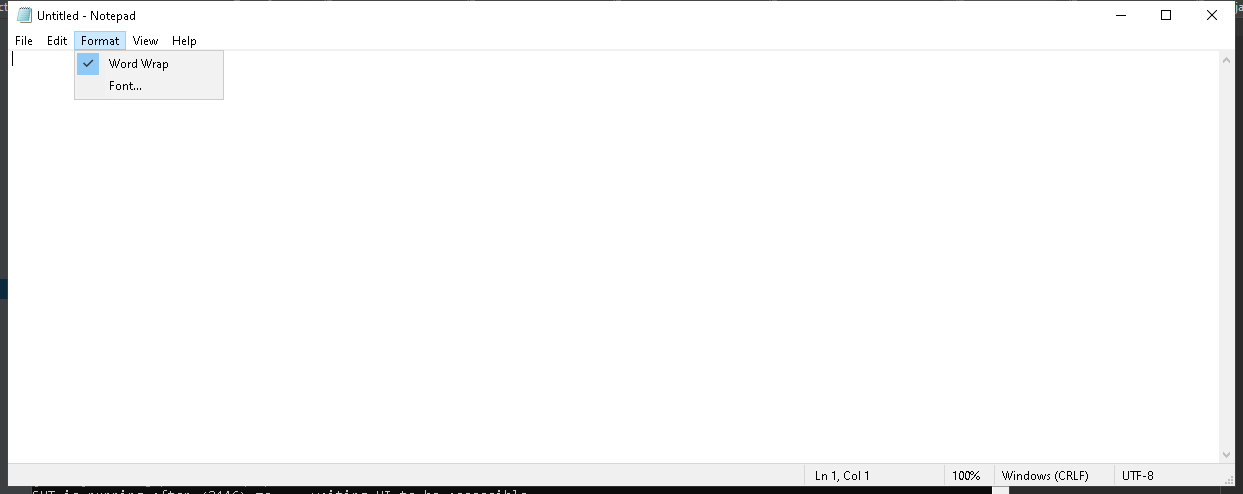 Untitled - Notepad
File Edit Format View Help
Word Wrap
Font...
Ln 1, Col 1 100% Windows (CRLF) UTF-8